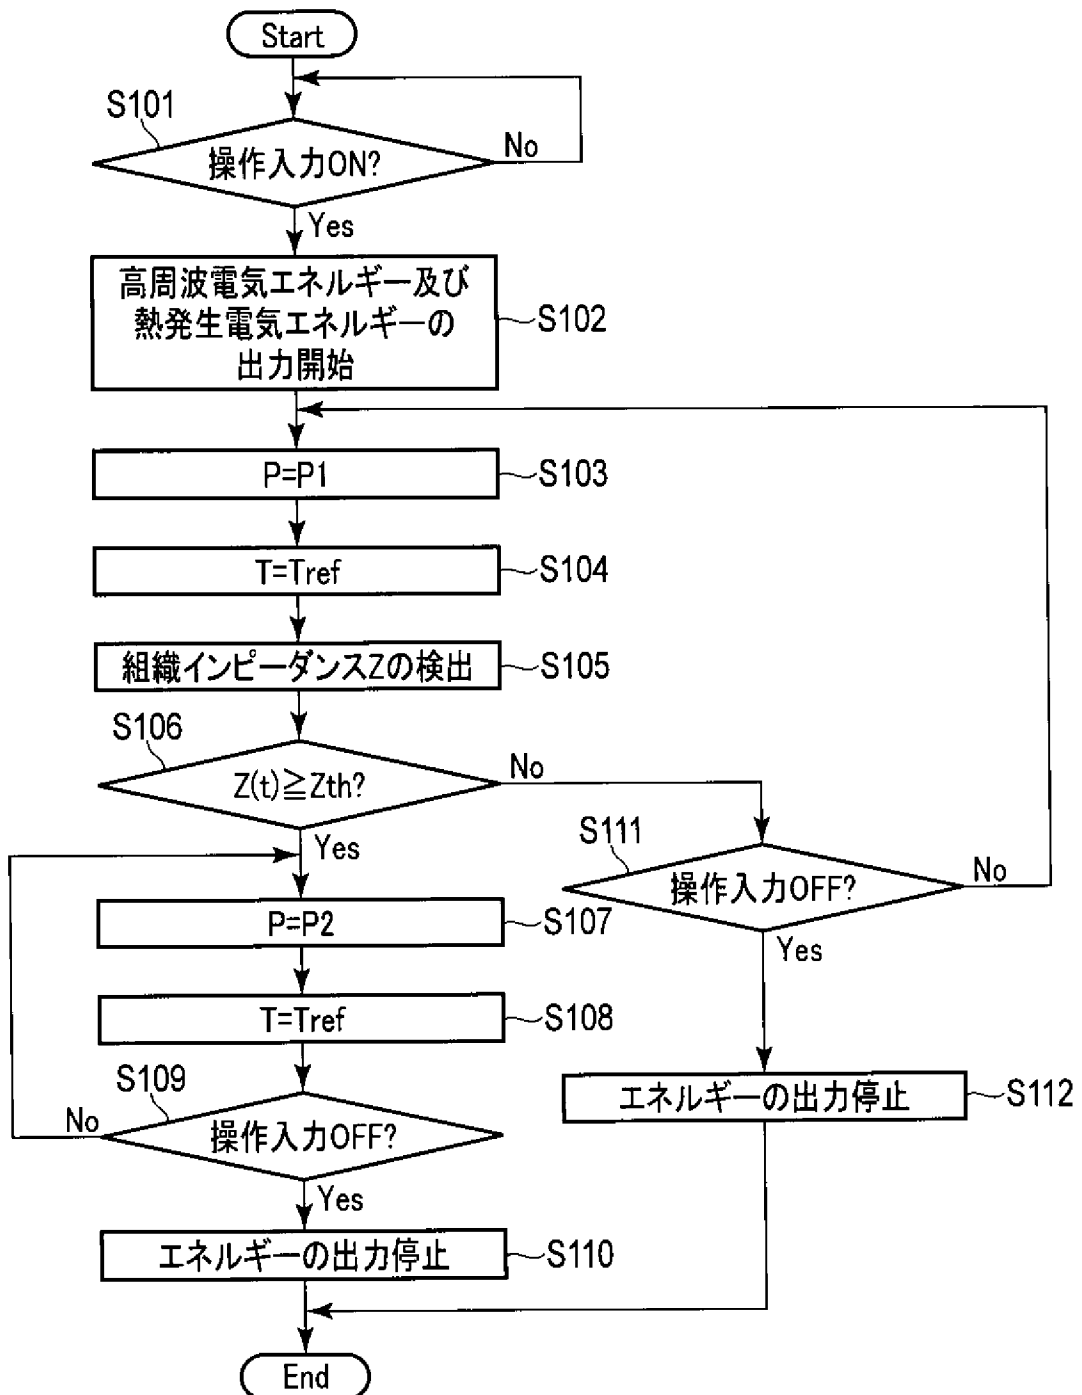 Start
S101
操作入力ON?
No
Yes
高周波電気エネルギー及び
熱発生電気エネルギーの
出力開始
S102
P=P1
S103
T=Tref
S104
組織インピーダンスZの検出
S105
S106
Z(t)≧Zth?
No
Yes
S111
操作入力OFF?
No
Yes
P=P2
S107
T=Tref
S108
S109
操作入力OFF?
No
Yes
エネルギーの出力停止
S112
エネルギーの出力停止
S110
End